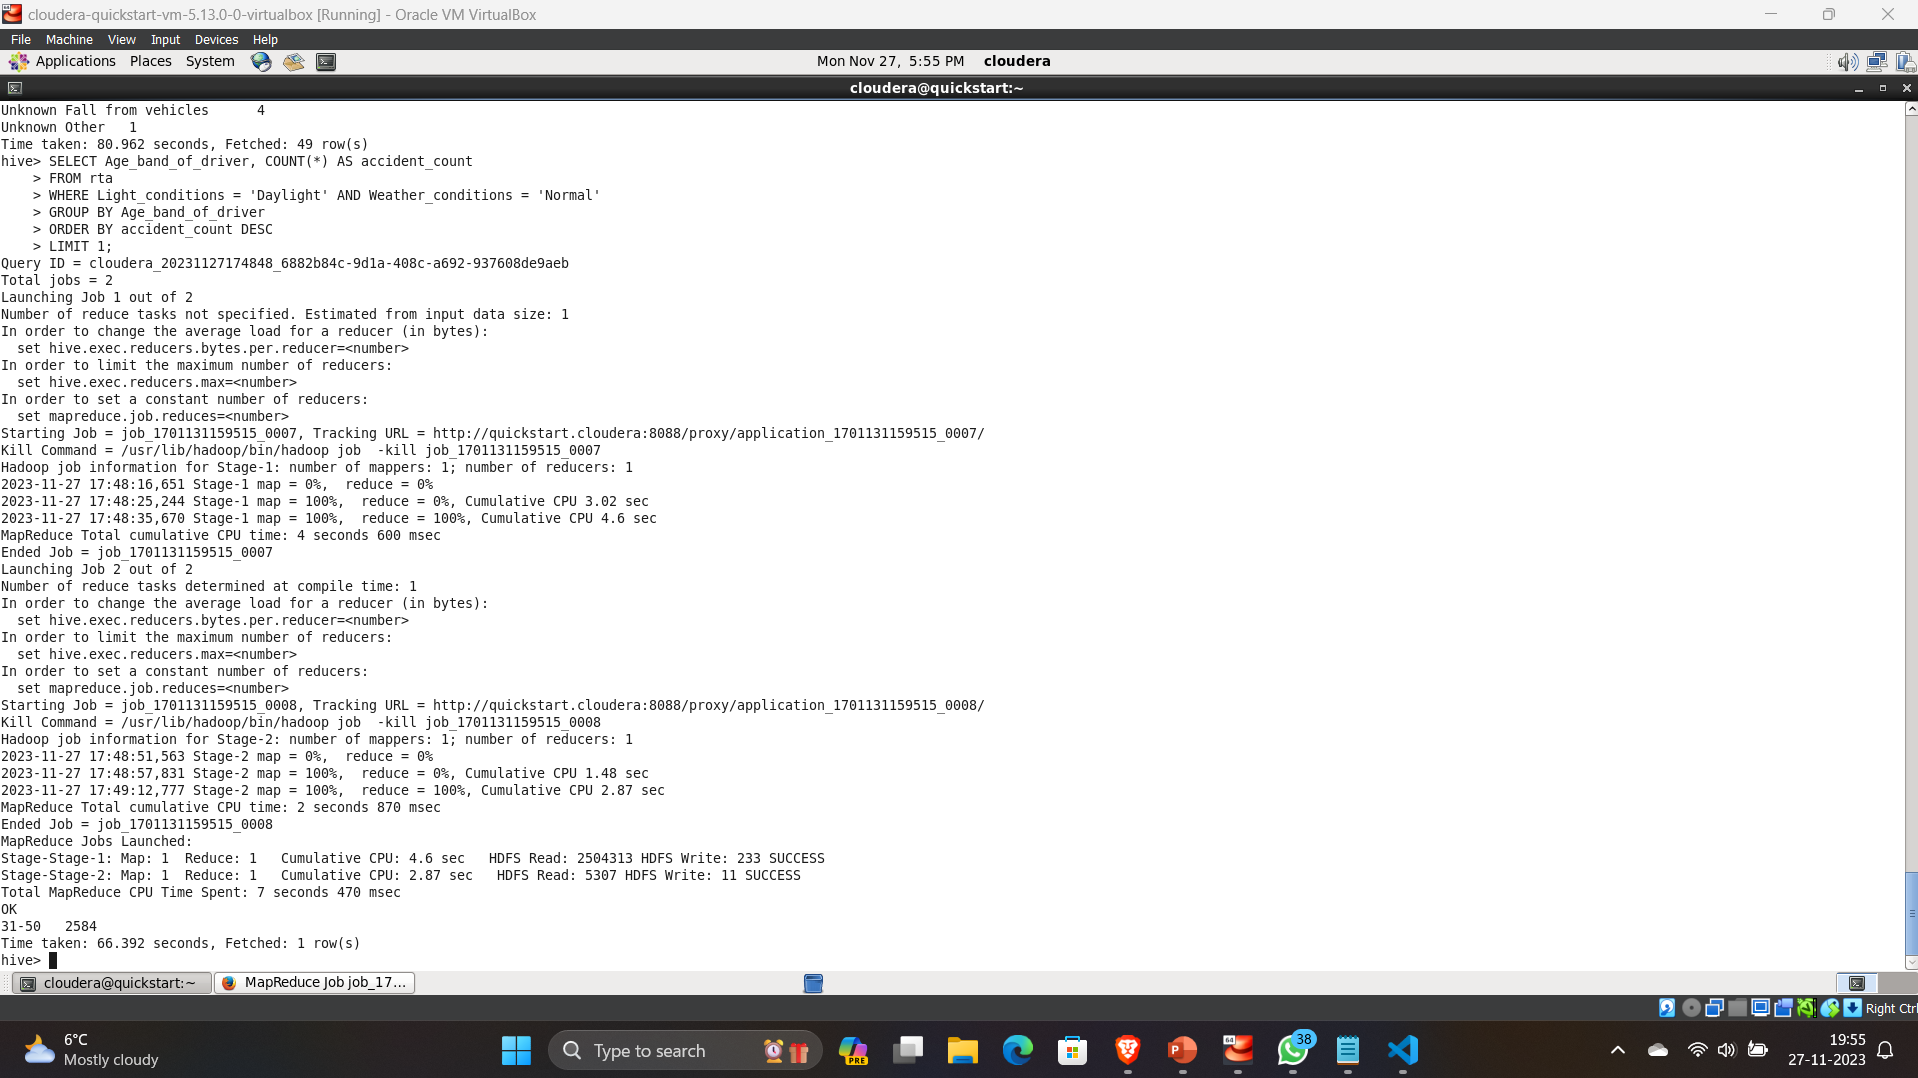 cloudera-quickstart-vm-5.13.0-0-virtualbox [Running] - Oracle VM VirtualBox
File Machine View Input Devices Help
Applications Places System Mon Nov 27, 5:55 PM cloudera
cloudera@quickstart:~
Unknown Fall from vehicles      4
Unknown Other   1
Time taken: 80.962 seconds, Fetched: 49 row(s)
hive> SELECT Age_band_of_driver, COUNT(*) AS accident_count
    > FROM rta
    > WHERE Light_conditions = 'Daylight' AND Weather_conditions = 'Normal'
    > GROUP BY Age_band_of_driver
    > ORDER BY accident_count DESC
    > LIMIT 1;
Query ID = cloudera_20231127174848_6882b84c-9d1a-408c-a692-937608de9aeb
Total jobs = 2
Launching Job 1 out of 2
Number of reduce tasks not specified. Estimated from input data size: 1
In order to change the average load for a reducer (in bytes):
  set hive.exec.reducers.bytes.per.reducer=<number>
In order to limit the maximum number of reducers:
  set hive.exec.reducers.max=<number>
In order to set a constant number of reducers:
  set mapreduce.job.reduces=<number>
Starting Job = job_1701131159515_0007, Tracking URL = http://quickstart.cloudera:8088/proxy/application_1701131159515_0007/
Kill Command = /usr/lib/hadoop/bin/hadoop job  -kill job_1701131159515_0007
Hadoop job information for Stage-1: number of mappers: 1; number of reducers: 1
2023-11-27 17:48:16,651 Stage-1 map = 0%,  reduce = 0%
2023-11-27 17:48:25,244 Stage-1 map = 100%,  reduce = 0%, Cumulative CPU 3.02 sec
2023-11-27 17:48:35,670 Stage-1 map = 100%,  reduce = 100%, Cumulative CPU 4.6 sec
MapReduce Total cumulative CPU time: 4 seconds 600 msec
Ended Job = job_1701131159515_0007
Launching Job 2 out of 2
Number of reduce tasks determined at compile time: 1
In order to change the average load for a reducer (in bytes):
  set hive.exec.reducers.bytes.per.reducer=<number>
In order to limit the maximum number of reducers:
  set hive.exec.reducers.max=<number>
In order to set a constant number of reducers:
  set mapreduce.job.reduces=<number>
Starting Job = job_1701131159515_0008, Tracking URL = http://quickstart.cloudera:8088/proxy/application_1701131159515_0008/
Kill Command = /usr/lib/hadoop/bin/hadoop job  -kill job_1701131159515_0008
Hadoop job information for Stage-2: number of mappers: 1; number of reducers: 1
2023-11-27 17:48:51,563 Stage-2 map = 0%,  reduce = 0%
2023-11-27 17:48:57,831 Stage-2 map = 100%,  reduce = 0%, Cumulative CPU 1.48 sec
2023-11-27 17:49:12,777 Stage-2 map = 100%,  reduce = 100%, Cumulative CPU 2.87 sec
MapReduce Total cumulative CPU time: 2 seconds 870 msec
Ended Job = job_1701131159515_0008
MapReduce Jobs Launched:
Stage-Stage-1: Map: 1  Reduce: 1   Cumulative CPU: 4.6 sec   HDFS Read: 2504313 HDFS Write: 233 SUCCESS
Stage-Stage-2: Map: 1  Reduce: 1   Cumulative CPU: 2.87 sec   HDFS Read: 5307 HDFS Write: 11 SUCCESS
Total MapReduce CPU Time Spent: 7 seconds 470 msec
OK
31-50   2584
Time taken: 66.392 seconds, Fetched: 1 row(s)
hive>
cloudera@quickstart:~ MapReduce Job job_17...
Right Ctrl
6°C
Mostly cloudy
Type to search
PRE
64
38
19:55
27-11-2023